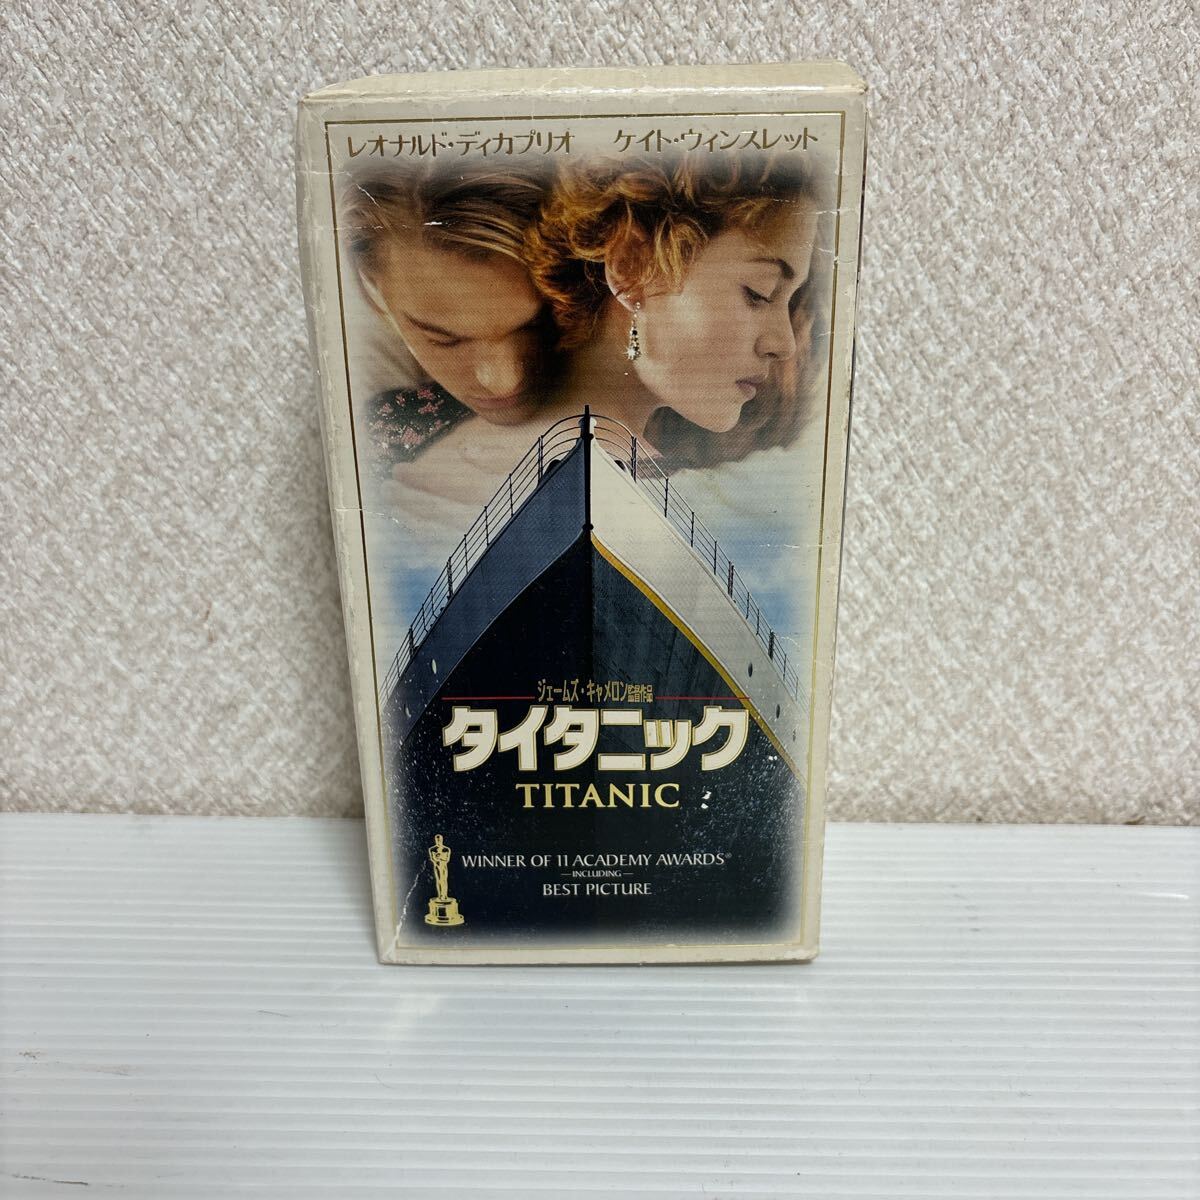 レオナルド・ディカプリオ ケイト・ウィンスレット
ジェームズ・キャメロン監督作品
タイタニック
TITANIC
WINNER OF 11 ACADEMY AWARDS®
—INCLUDING—
BEST PICTURE